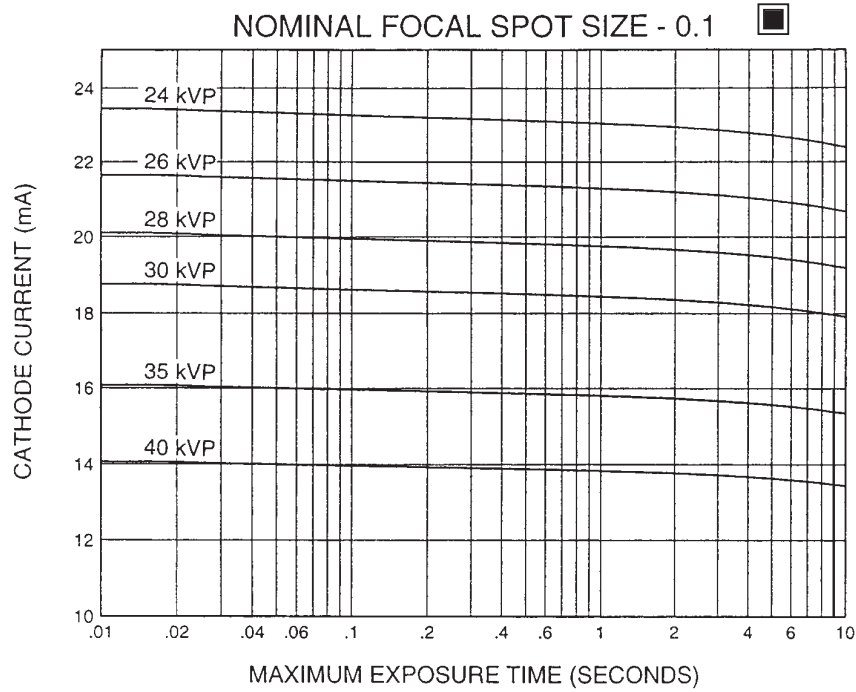 NOMINAL FOCAL SPOT SIZE - 0.1
CATHODE CURRENT (mA)
24
22
20
18
16
14
12
10
24 kVP
26 kVP
28 kVP
30 kVP
35 kVP
40 kVP
.01 .02 .04 .06 .1 .2 .4 .6 1 2 4 6 10
MAXIMUM EXPOSURE TIME (SECONDS)